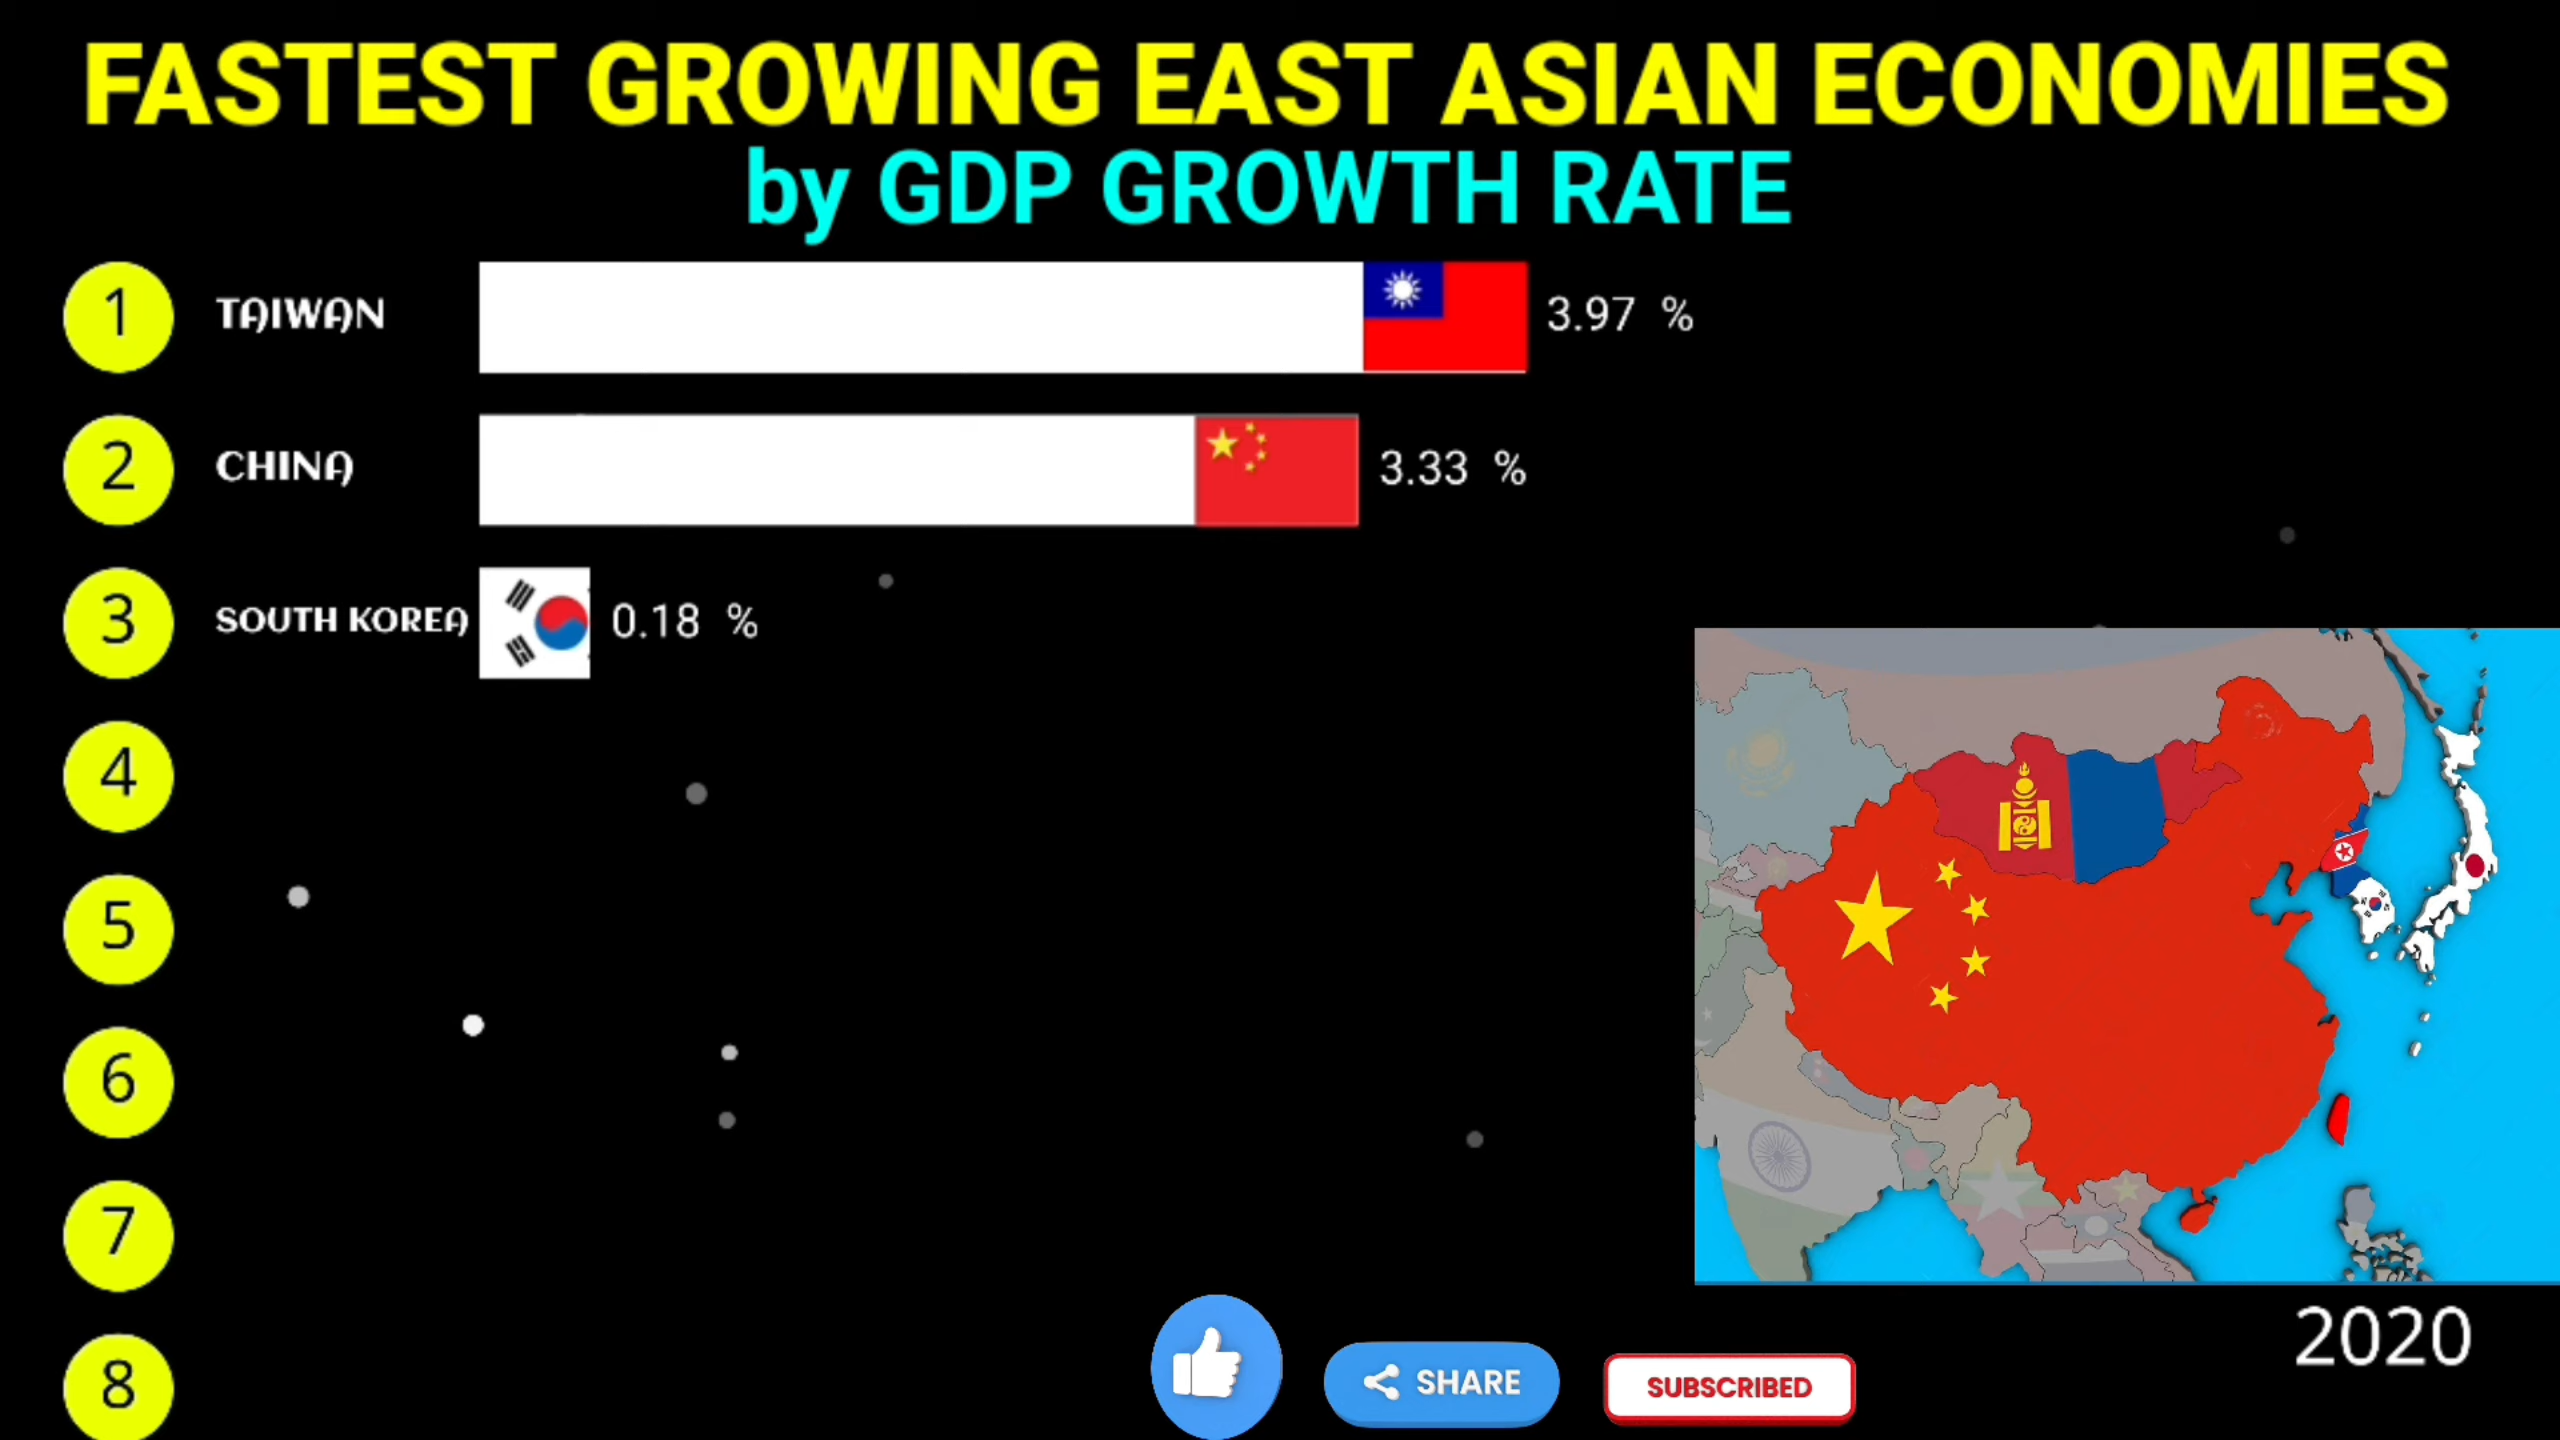 FASTEST GROWING EAST ASIAN ECONOMIES
by GDP GROWTH RATE
1 TAIWAN 3.97 %
2 CHINA 3.33 %
3 SOUTH KOREA 0.18 %
4
5
6
7
8
2020
SHARE
SUBSCRIBED